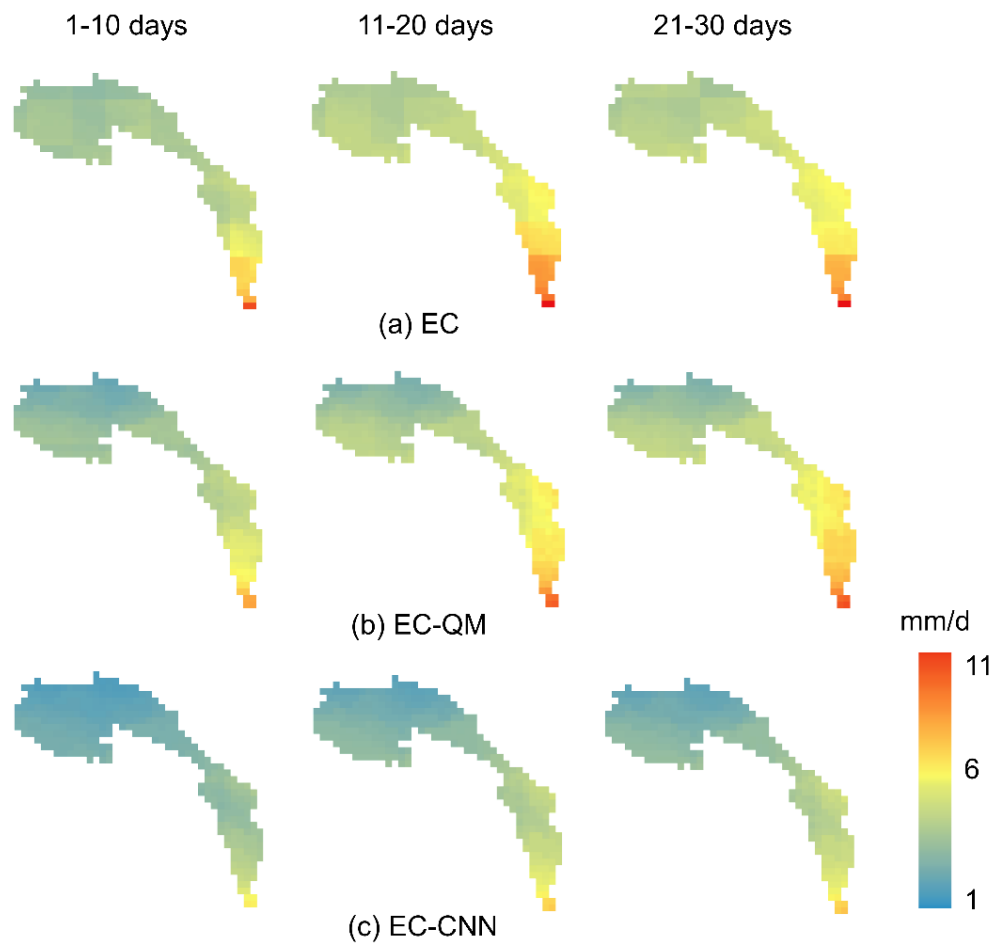 1-10 days
11-20 days
21-30 days
(a) EC
(b) EC-QM
mm/d
11
6
1
(c) EC-CNN